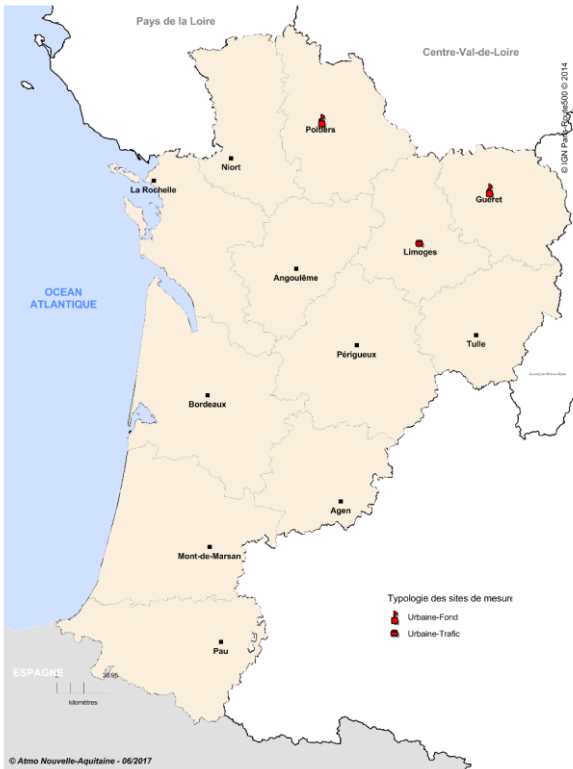 Pays de la Loire
Centre-Val-de-Loire
© IGN Paris-Route500 © 2014
Poitiers
Niort
La Rochelle
Guéret
Limoges
Angoulême
OCEAN
ATLANTIQUE
Tulle
Périgueux
Bordeaux
Agen
Mont-de-Marsan
Typologie des sites de mesure
Urbaine-Fond
Urbaine-Trafic
Pau
ESPAGNE
kilomètres
© Atmo Nouvelle-Aquitaine - 06/2017